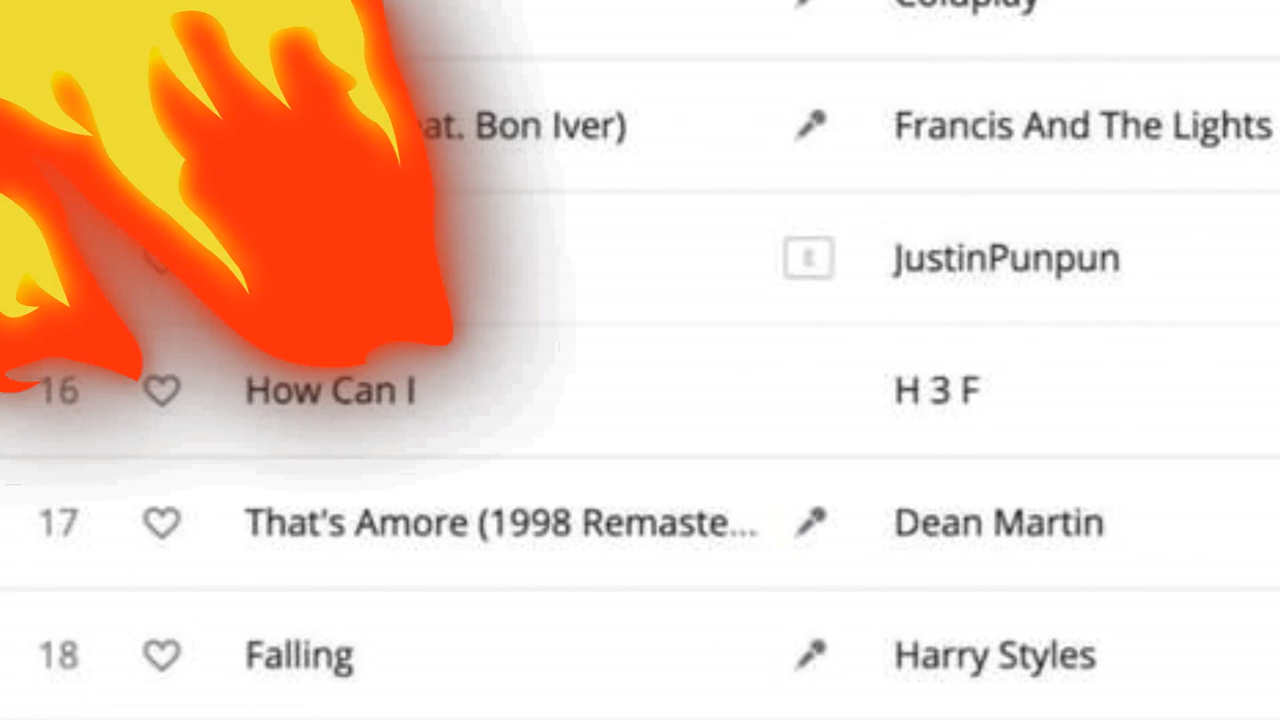 Coldplay
at. Bon Iver) Francis And The Lights
E JustinPunpun
16 How Can I H 3 F
17 That's Amore (1998 Remaste... Dean Martin
18 Falling Harry Styles